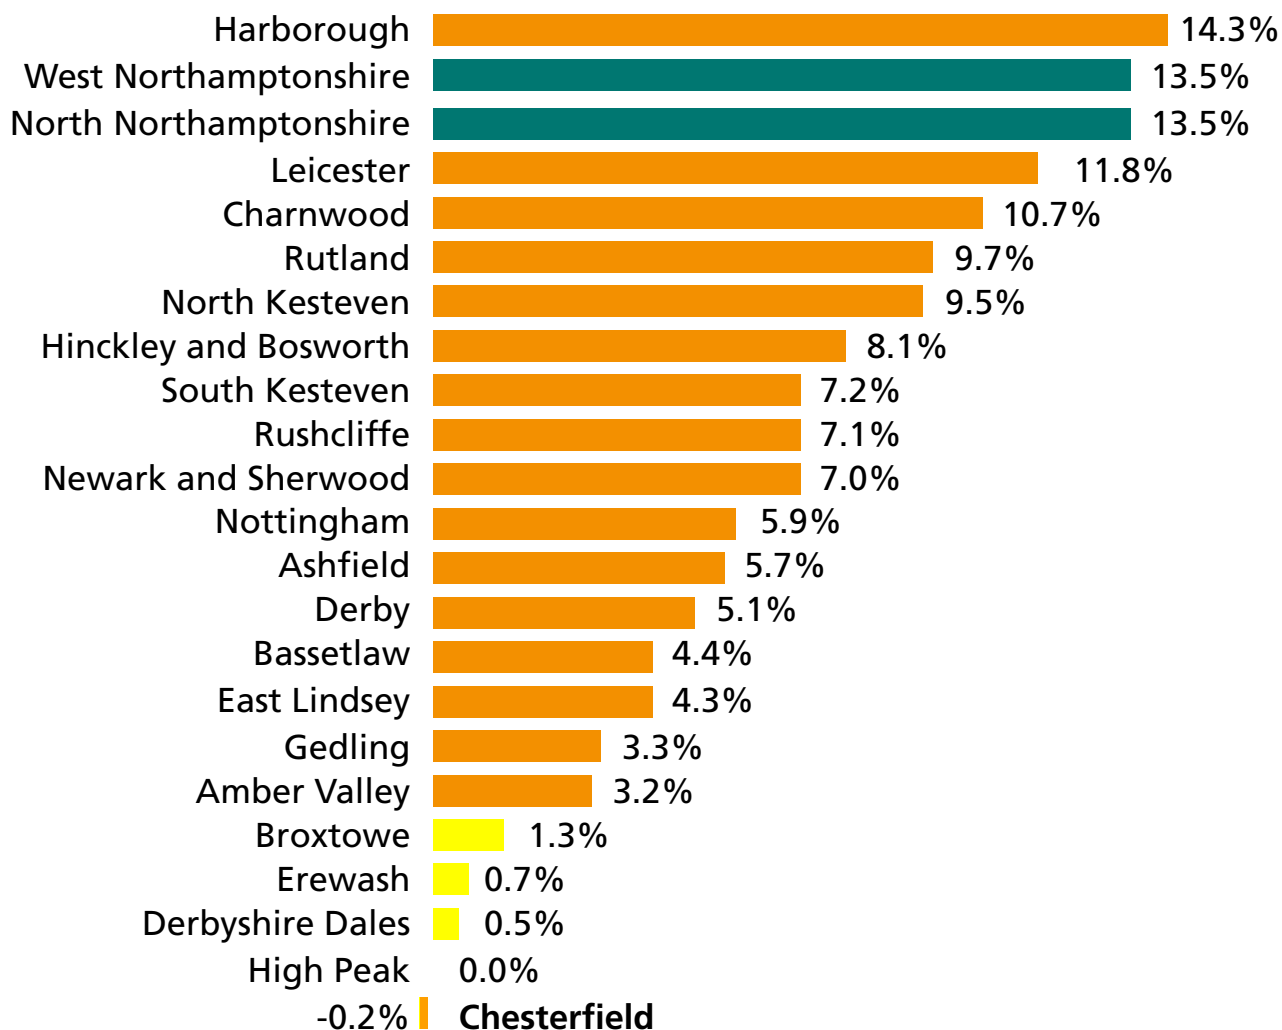 Harborough 14.3%
West Northamptonshire 13.5%
North Northamptonshire 13.5%
Leicester 11.8%
Charnwood 10.7%
Rutland 9.7%
North Kesteven 9.5%
Hinckley and Bosworth 8.1%
South Kesteven 7.2%
Rushcliffe 7.1%
Newark and Sherwood 7.0%
Nottingham 5.9%
Ashfield 5.7%
Derby 5.1%
Bassetlaw 4.4%
East Lindsey 4.3%
Gedling 3.3%
Amber Valley 3.2%
Broxtowe 1.3%
Erewash 0.7%
Derbyshire Dales 0.5%
High Peak 0.0%
-0.2% Chesterfield